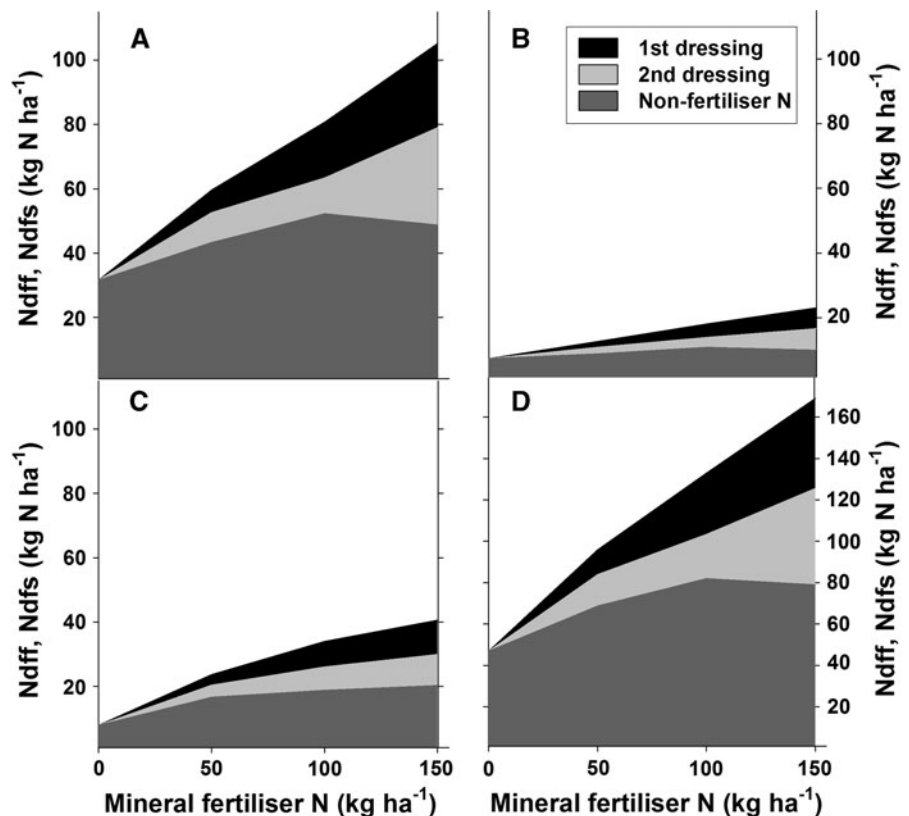 A
B
1st dressing
2nd dressing
Non-fertiliser N
Ndff, Ndfs (kg N ha⁻¹)
100
80
60
40
20
100
80
60
40
20
Ndff, Ndfs (kg N ha⁻¹)
C
D
Ndff, Ndfs (kg N ha⁻¹)
100
80
60
40
20
160
140
120
100
80
60
40
20
Ndff, Ndfs (kg N ha⁻¹)
0 50 100 150
0 50 100 150
Mineral fertiliser N (kg ha⁻¹)
Mineral fertiliser N (kg ha⁻¹)